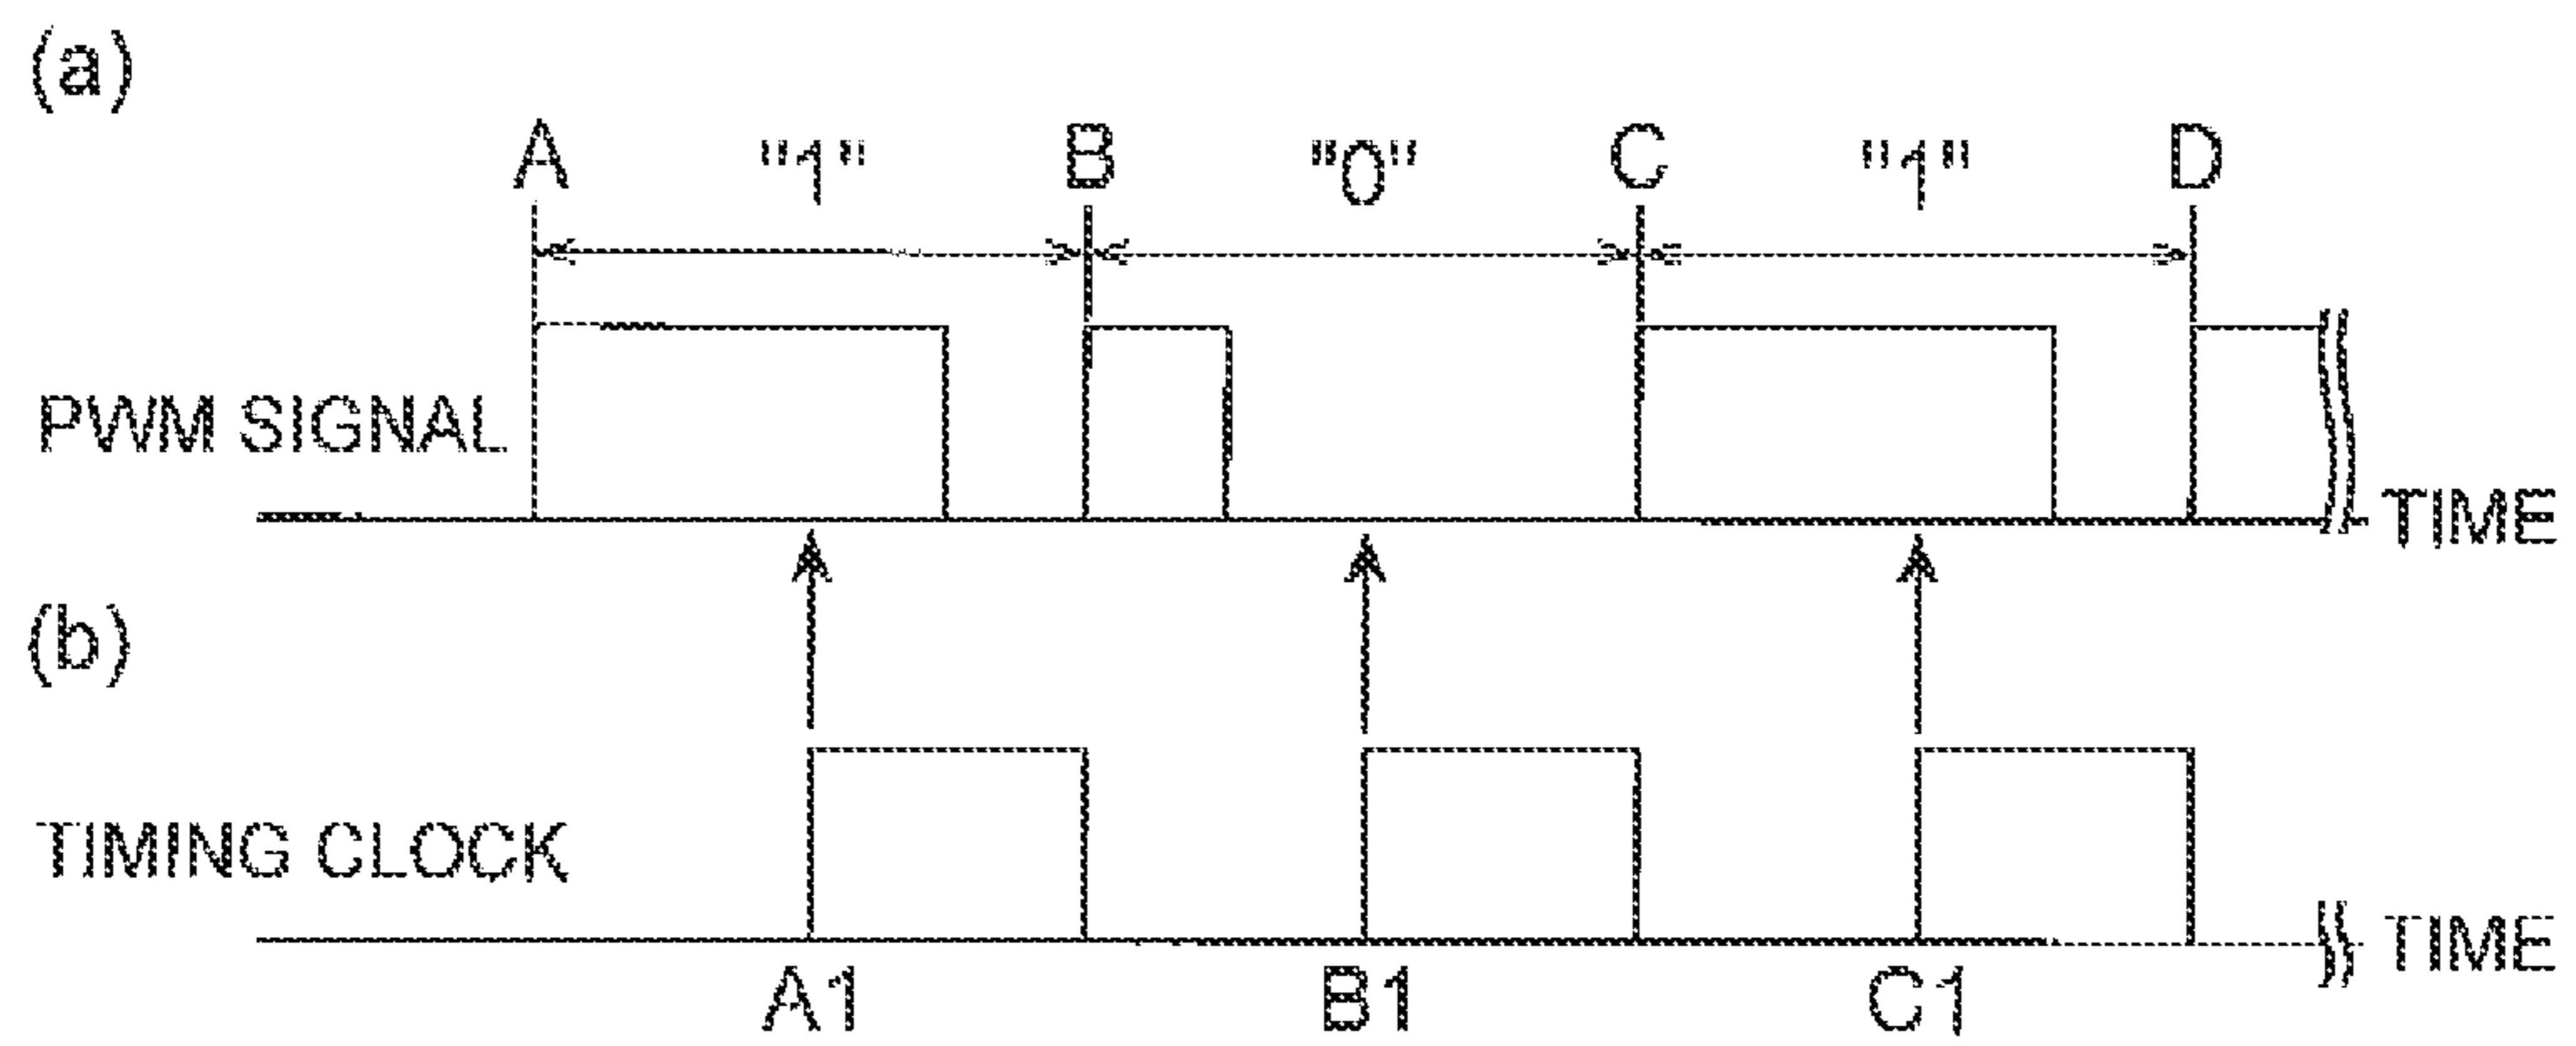 (a)
A "1" B "0" C "1" D
PWM SIGNAL
TIME
(b)
TIMING CLOCK
TIME
A1 B1 C1